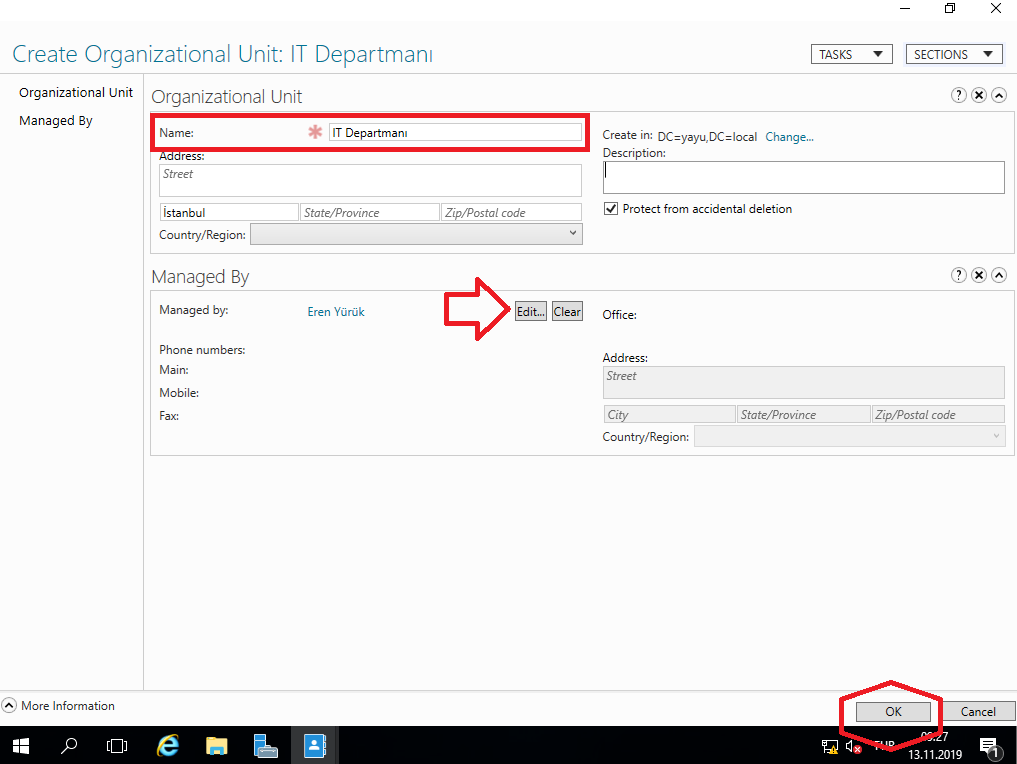 Create Organizational Unit: IT Departmanı
TASKS
SECTIONS
Organizational Unit
Managed By
Organizational Unit
Name:
IT Departmanı
Address:
Street
İstanbul
State/Province
Zip/Postal code
Country/Region:
Create in: DC=yayu,DC=local Change...
Description:
Protect from accidental deletion
Managed By
Managed by:
Eren Yürük
Edit...
Clear
Phone numbers:
Main:
Mobile:
Fax:
Office:
Address:
Street
City
State/Province
Zip/Postal code
Country/Region:
More Information
OK
Cancel
13.11.2019
1